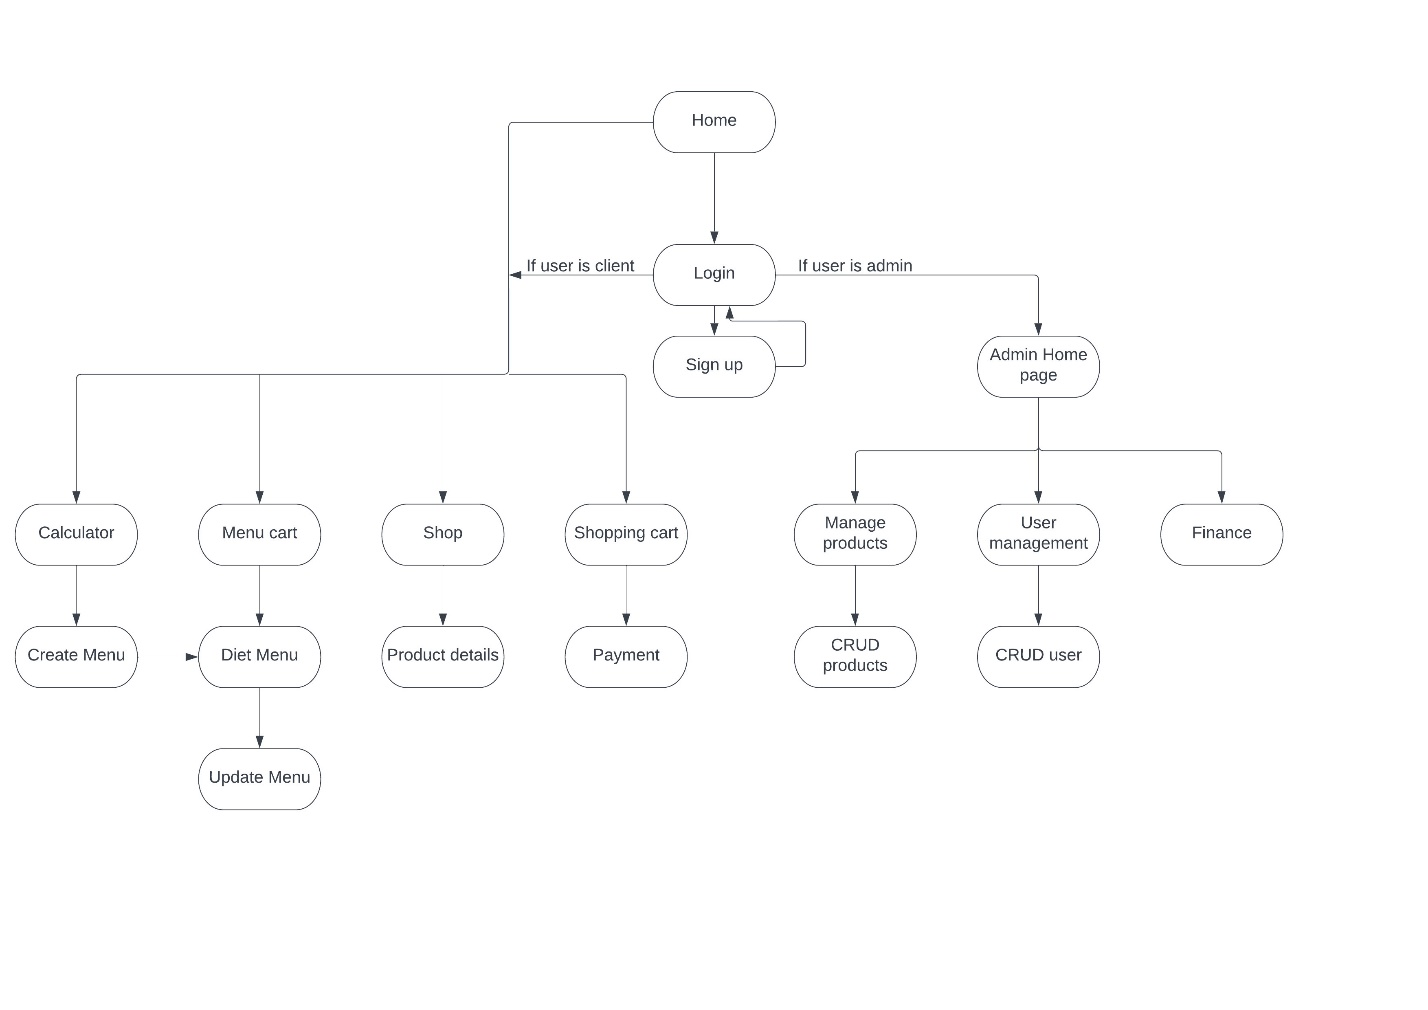 Home
If user is client
Login
If user is admin
Sign up
Admin Home
page
Calculator
Menu cart
Shop
Shopping cart
Manage
products
User
management
Finance
Create Menu
Diet Menu
Product details
Payment
CRUD
products
CRUD user
Update Menu